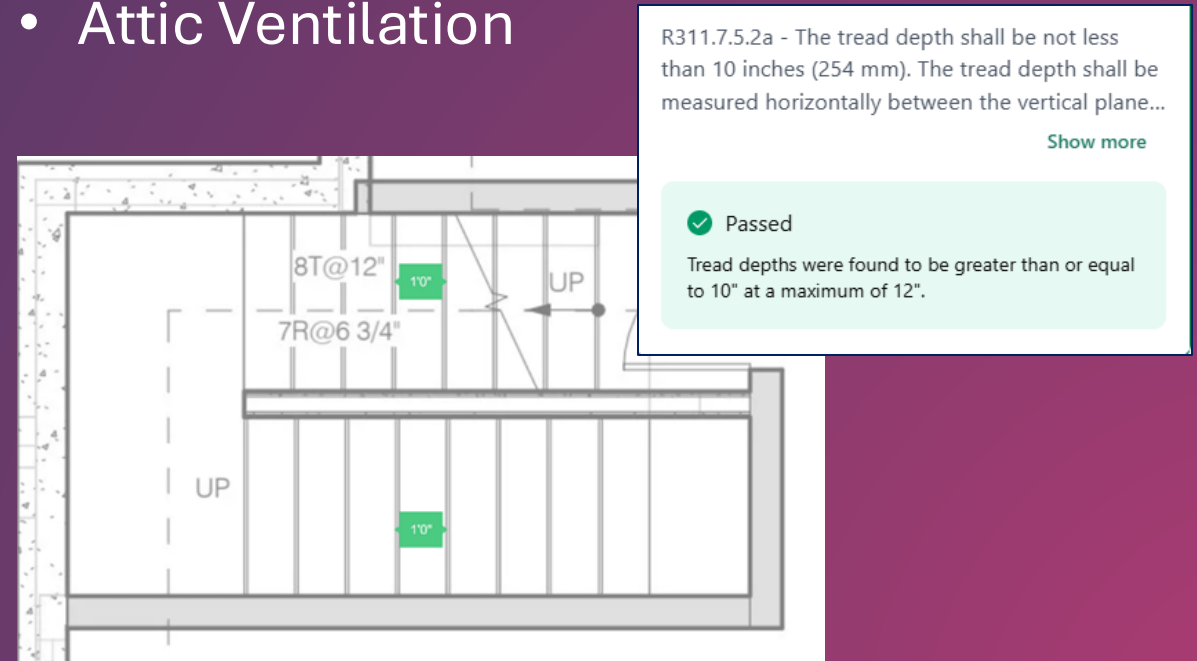 • Attic Ventilation
R311.7.5.2a - The tread depth shall be not less
than 10 inches (254 mm). The tread depth shall be
measured horizontally between the vertical plane...
Show more
Passed
Tread depths were found to be greater than or equal
to 10" at a maximum of 12".
8T@12"
1'0"
UP
7R@6 3/4"
UP
1'0"